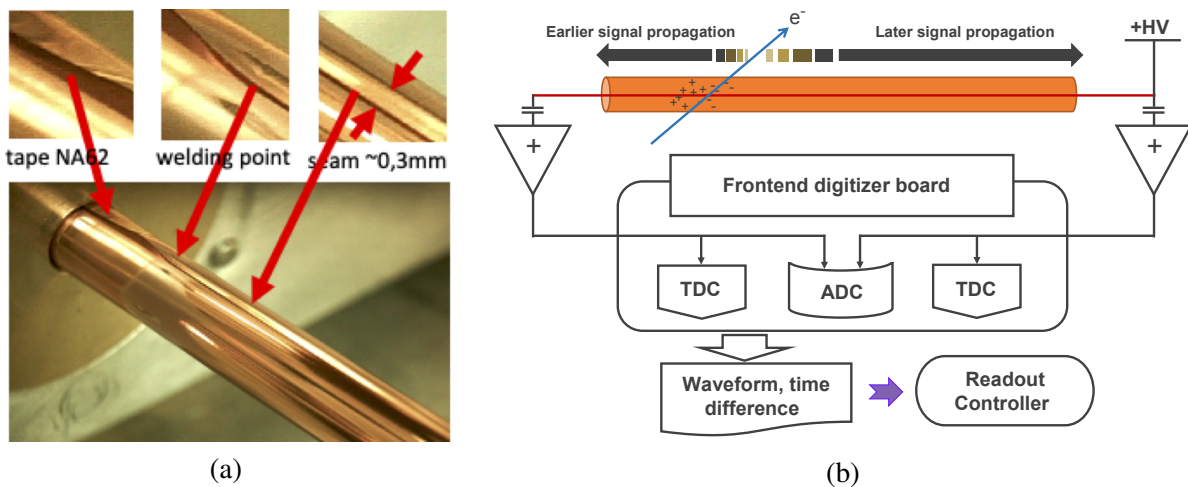 tape NA62
welding point
seam ~0,3mm
(a)
e-
Earlier signal propagation
Later signal propagation
+HV
+ + + + + + + + + - - - - - -
+
+
Frontend digitizer board
TDC
ADC
TDC
Waveform, time
difference
Readout
Controller
(b)